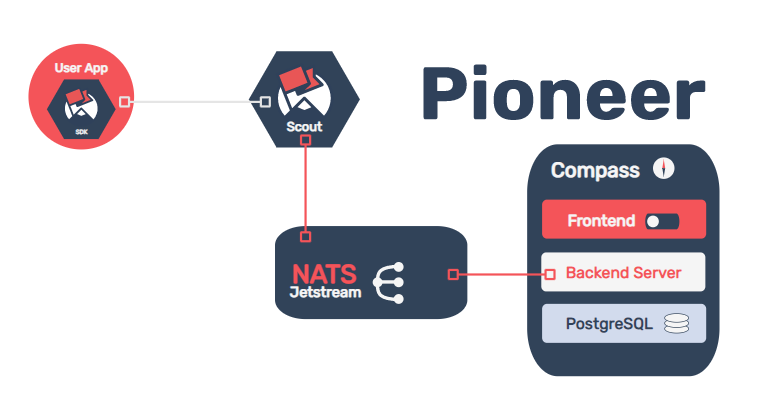 User App
SDK
Scout
Pioneer
Compass
Frontend
Backend Server
PostgreSQL
NATS
Jetstream